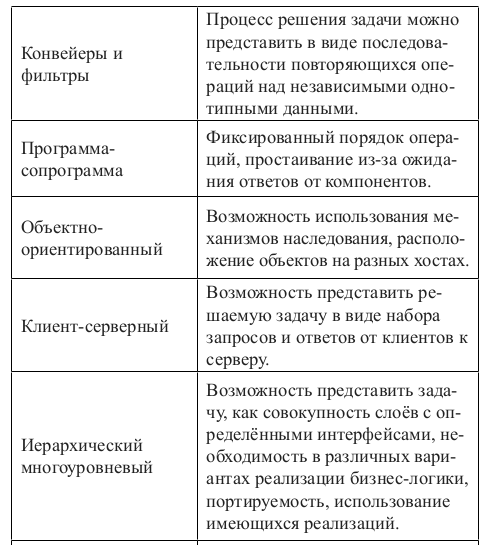 Конвейеры и
фильтры
Процесс решения задачи можно
представить в виде последова-
тельности повторяющихся опе-
раций над независимыми одно-
типными данными.
Программа-
сопрограмма
Фиксированный порядок опера-
ций, простаивание из-за ожида-
ния ответов от компонентов.
Объектно-
ориентированный
Возможность использования ме-
ханизмов наследования, располо-
жение объектов на разных хостах.
Клиент-серверный
Возможность представить ре-
шаемую задачу в виде набора
запросов и ответов от клиентов к
серверу.
Иерархический
многоуровневый
Возможность представить зада-
чу, как совокупность слоёв с оп-
ределёнными интерфейсами, не-
обходимость в различных вари-
антах реализации бизнес-логики,
портируемость, использование
имеющихся реализаций.